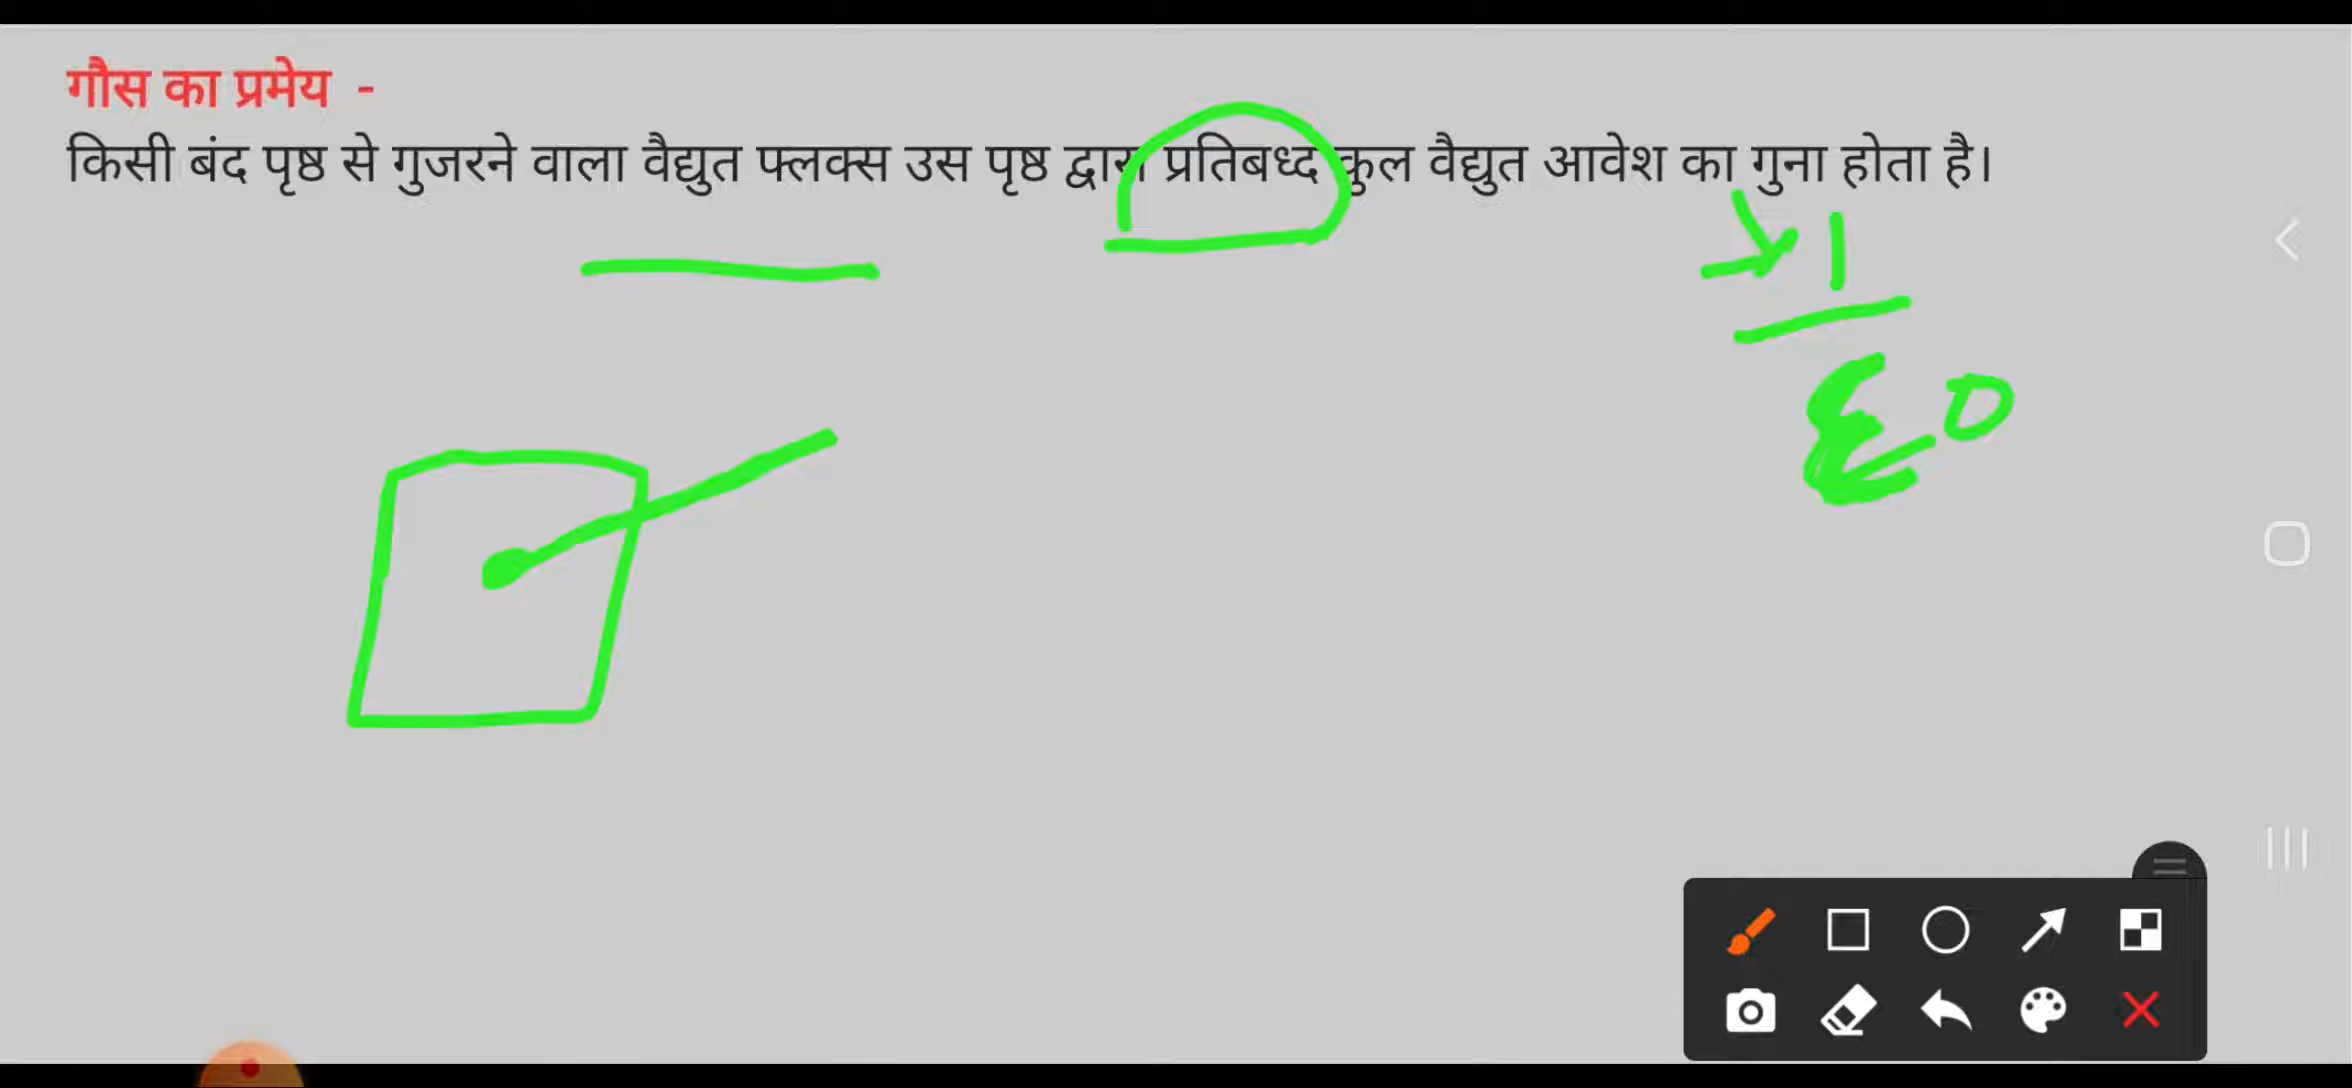 गौस का प्रमेय -
किसी बंद पृष्ठ से गुजरने वाला वैद्युत फ्लक्स उस पृष्ठ द्वारा प्रतिबध्द कुल वैद्युत आवेश का गुना होता है।
1
ε0